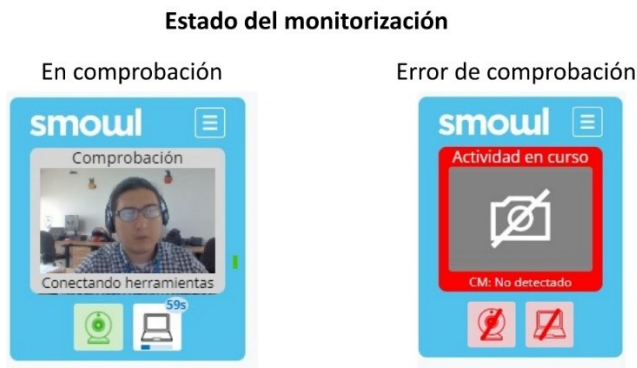 Estado del monitorización
En comprobación
smowl
Comprobación
Conectando herramientas
59s
Error de comprobación
smowl
Actividad en curso
CM: No detectado